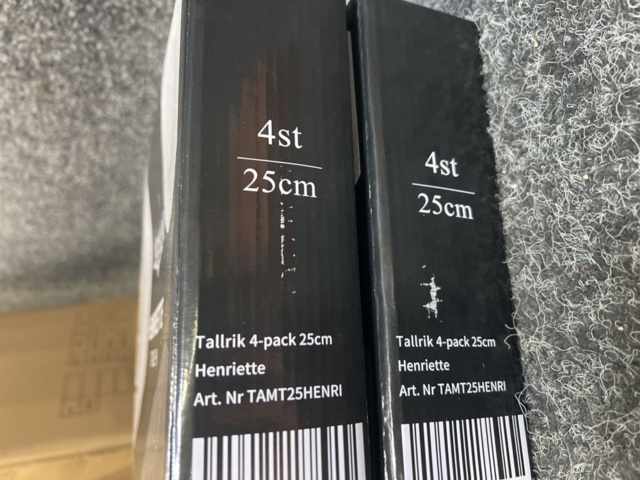 4st
25cm
Tallrik 4-pack 25cm
Henriette
Art. Nr TAMT25HENRI
4st
25cm
Tallrik 4-pack 25cm
Henriette
Art. Nr TAMT25HENRI